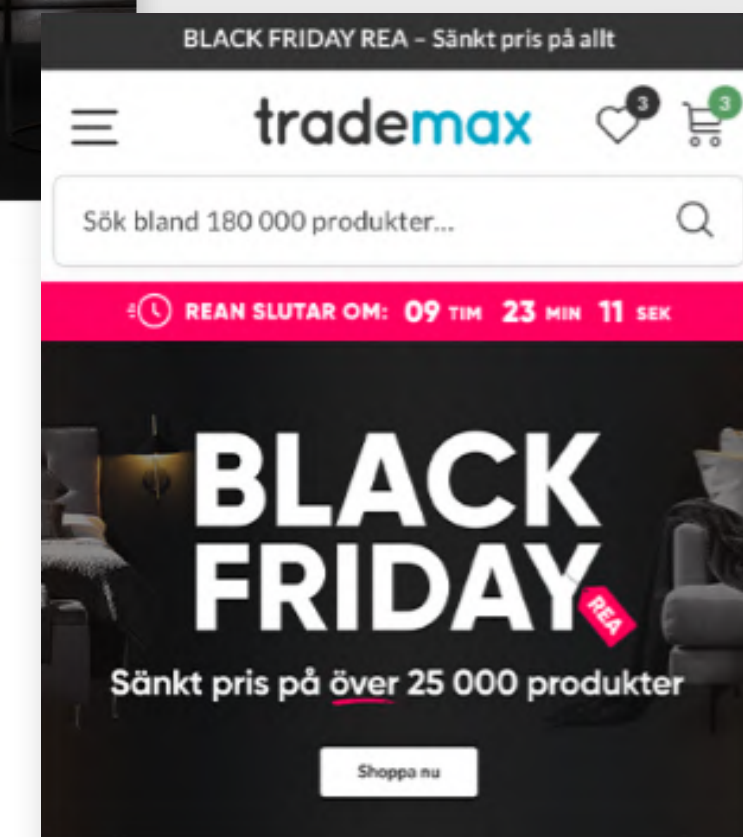 BLACK FRIDAY REA – Sänkt pris på allt
trademax
3
3
Sök bland 180 000 produkter...
REAN SLUTAR OM: 09 TIM 23 MIN 11 SEK
BLACK
FRIDAY
REA
Sänkt pris på över 25 000 produkter
Shoppa nu